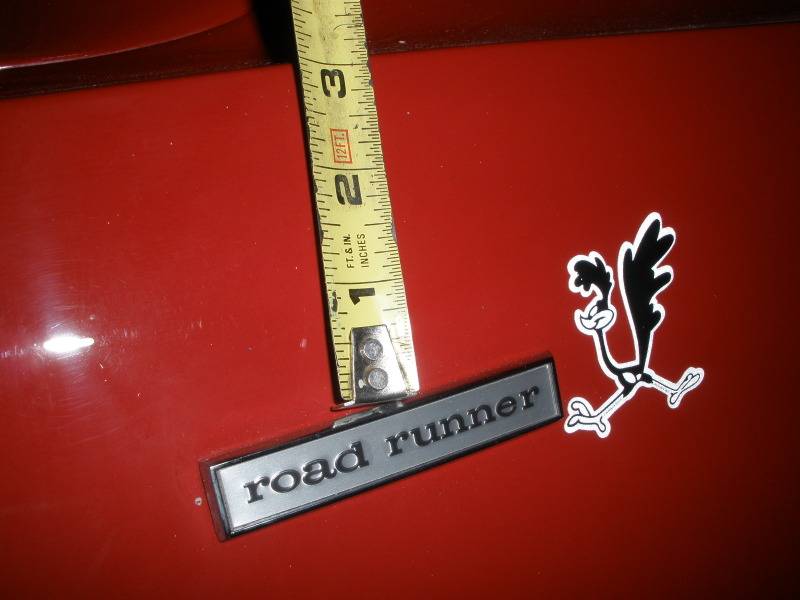 3
12FT.
2
FT. & IN.
INCHES
1
road runner